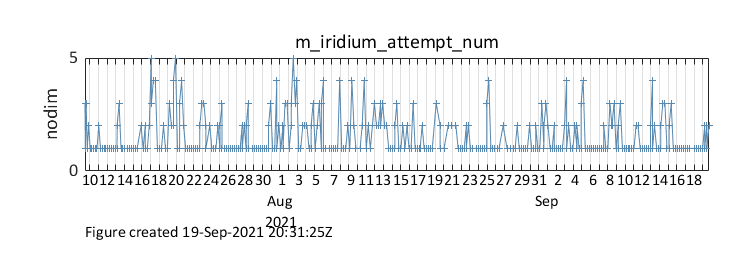 m_iridium_attempt_num
5
nodim
0
10 12 14 16 18 20 22 24 26 28 30 1 3 5 7 9 11 13 15 17 19 21 23 25 27 29 31 2 4 6 8 10 12 14 16 18
Aug Sep
2021
Figure created 19-Sep-2021 20:31:25Z